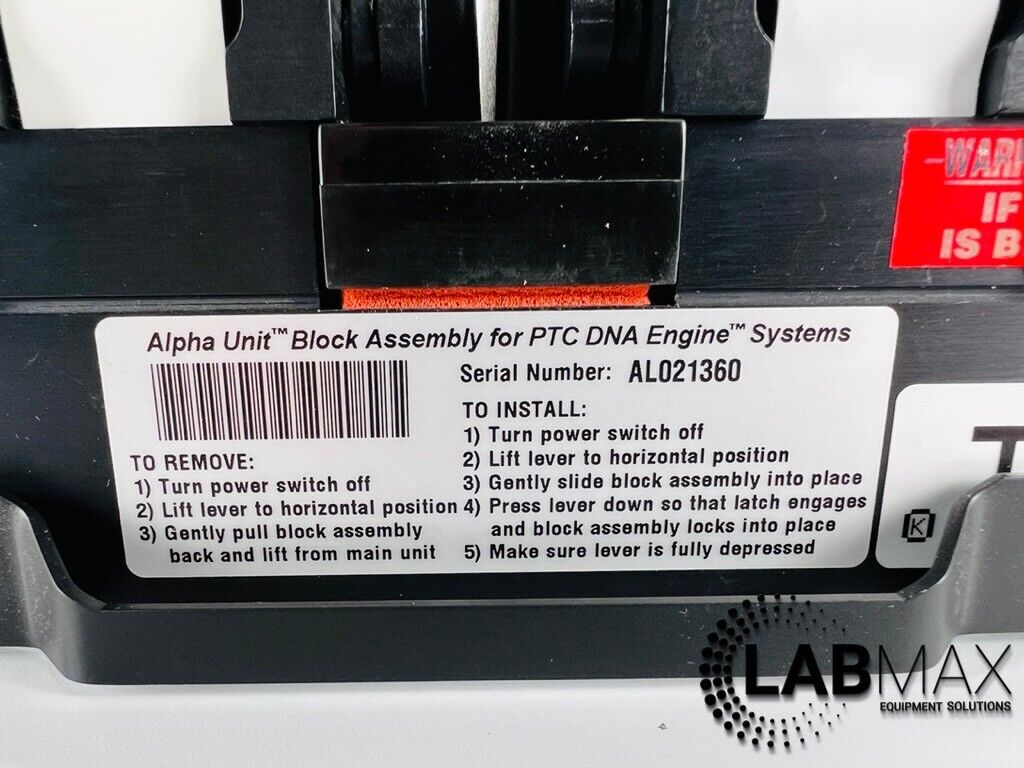 Alpha Unit™ Block Assembly for PTC DNA Engine™ Systems
Serial Number: AL021360
TO REMOVE:
1) Turn power switch off
2) Lift lever to horizontal position
3) Gently pull block assembly
back and lift from main unit
TO INSTALL:
1) Turn power switch off
2) Lift lever to horizontal position
3) Gently slide block assembly into place
4) Press lever down so that latch engages
and block assembly locks into place
5) Make sure lever is fully depressed
IF
IS
K
LABMAX
EQUIPMENT SOLUTIONS